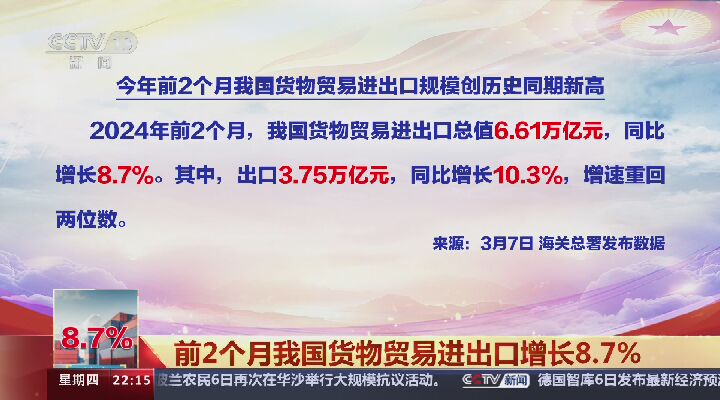 CCTV 13
新闻
今年前2个月我国货物贸易进出口规模创历史同期新高
2024年前2个月，我国货物贸易进出口总值6.61万亿元，同比
增长8.7%。其中，出口3.75万亿元，同比增长10.3%，增速重回
两位数。
来源：3月7日 海关总署发布数据
8.7%
前2个月我国货物贸易进出口增长8.7%
星期四 22:15 波兰农民6日再次在华沙举行大规模抗议活动。 CCTV 新闻 德国智库6日发布最新经济预